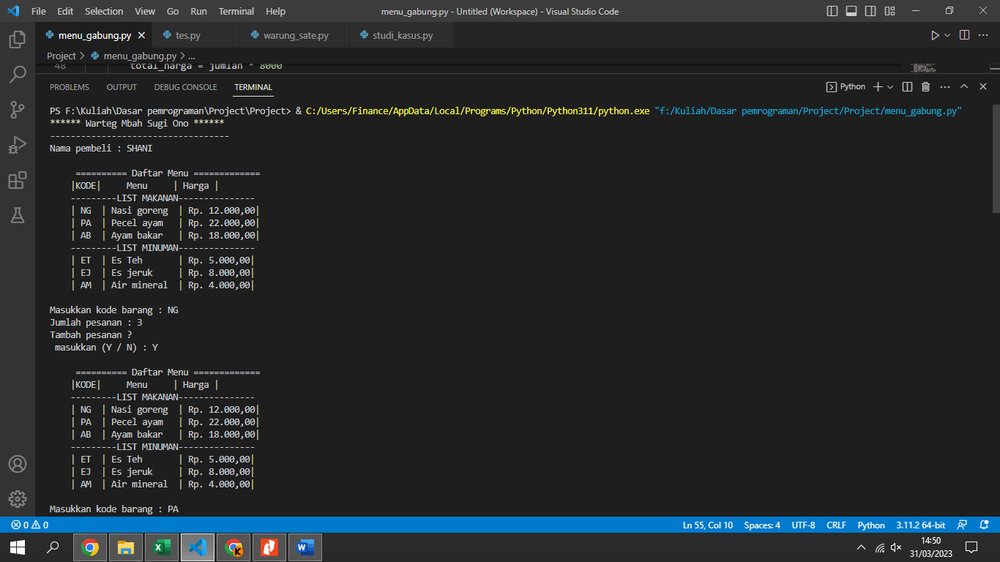 File Edit Selection View Go Run Terminal Help menu_gabung.py - Untitled (Workspace) - Visual Studio Code
menu_gabung.py tes.py warung_sate.py studi_kasus.py
Project > menu_gabung.py > ...
48 total_harga = jumlah * 8000
PROBLEMS OUTPUT DEBUG CONSOLE TERMINAL Python
PS F:\Kuliah\Dasar pemrograman\Project\Project> & C:/Users/Finance/AppData/Local/Programs/Python/Python311/python.exe "f:/Kuliah/Dasar pemrograman/Project/Project/menu_gabung.py"
****** Warteg Mbah Sugi Ono ******
-----------------------------------
Nama pembeli : SHANI
========== Daftar Menu =============
|KODE|     Menu     | Harga |
---------LIST MAKANAN---------------
| NG  | Nasi goreng  | Rp. 12.000,00|
| PA  | Pecel ayam   | Rp. 22.000,00|
| AB  | Ayam bakar   | Rp. 18.000,00|
---------LIST MINUMAN---------------
| ET  | Es Teh       | Rp. 5.000,00|
| EJ  | Es jeruk     | Rp. 8.000,00|
| AM  | Air mineral  | Rp. 4.000,00|
Masukkan kode barang : NG
Jumlah pesanan : 3
Tambah pesanan ?
masukkan (Y / N) : Y
========== Daftar Menu =============
|KODE|     Menu     | Harga |
---------LIST MAKANAN---------------
| NG  | Nasi goreng  | Rp. 12.000,00|
| PA  | Pecel ayam   | Rp. 22.000,00|
| AB  | Ayam bakar   | Rp. 18.000,00|
---------LIST MINUMAN---------------
| ET  | Es Teh       | Rp. 5.000,00|
| EJ  | Es jeruk     | Rp. 8.000,00|
| AM  | Air mineral  | Rp. 4.000,00|
Masukkan kode barang : PA
0 0 Ln 55, Col 10 Spaces: 4 UTF-8 CRLF Python 3.11.2 64-bit
14:50
31/03/2023